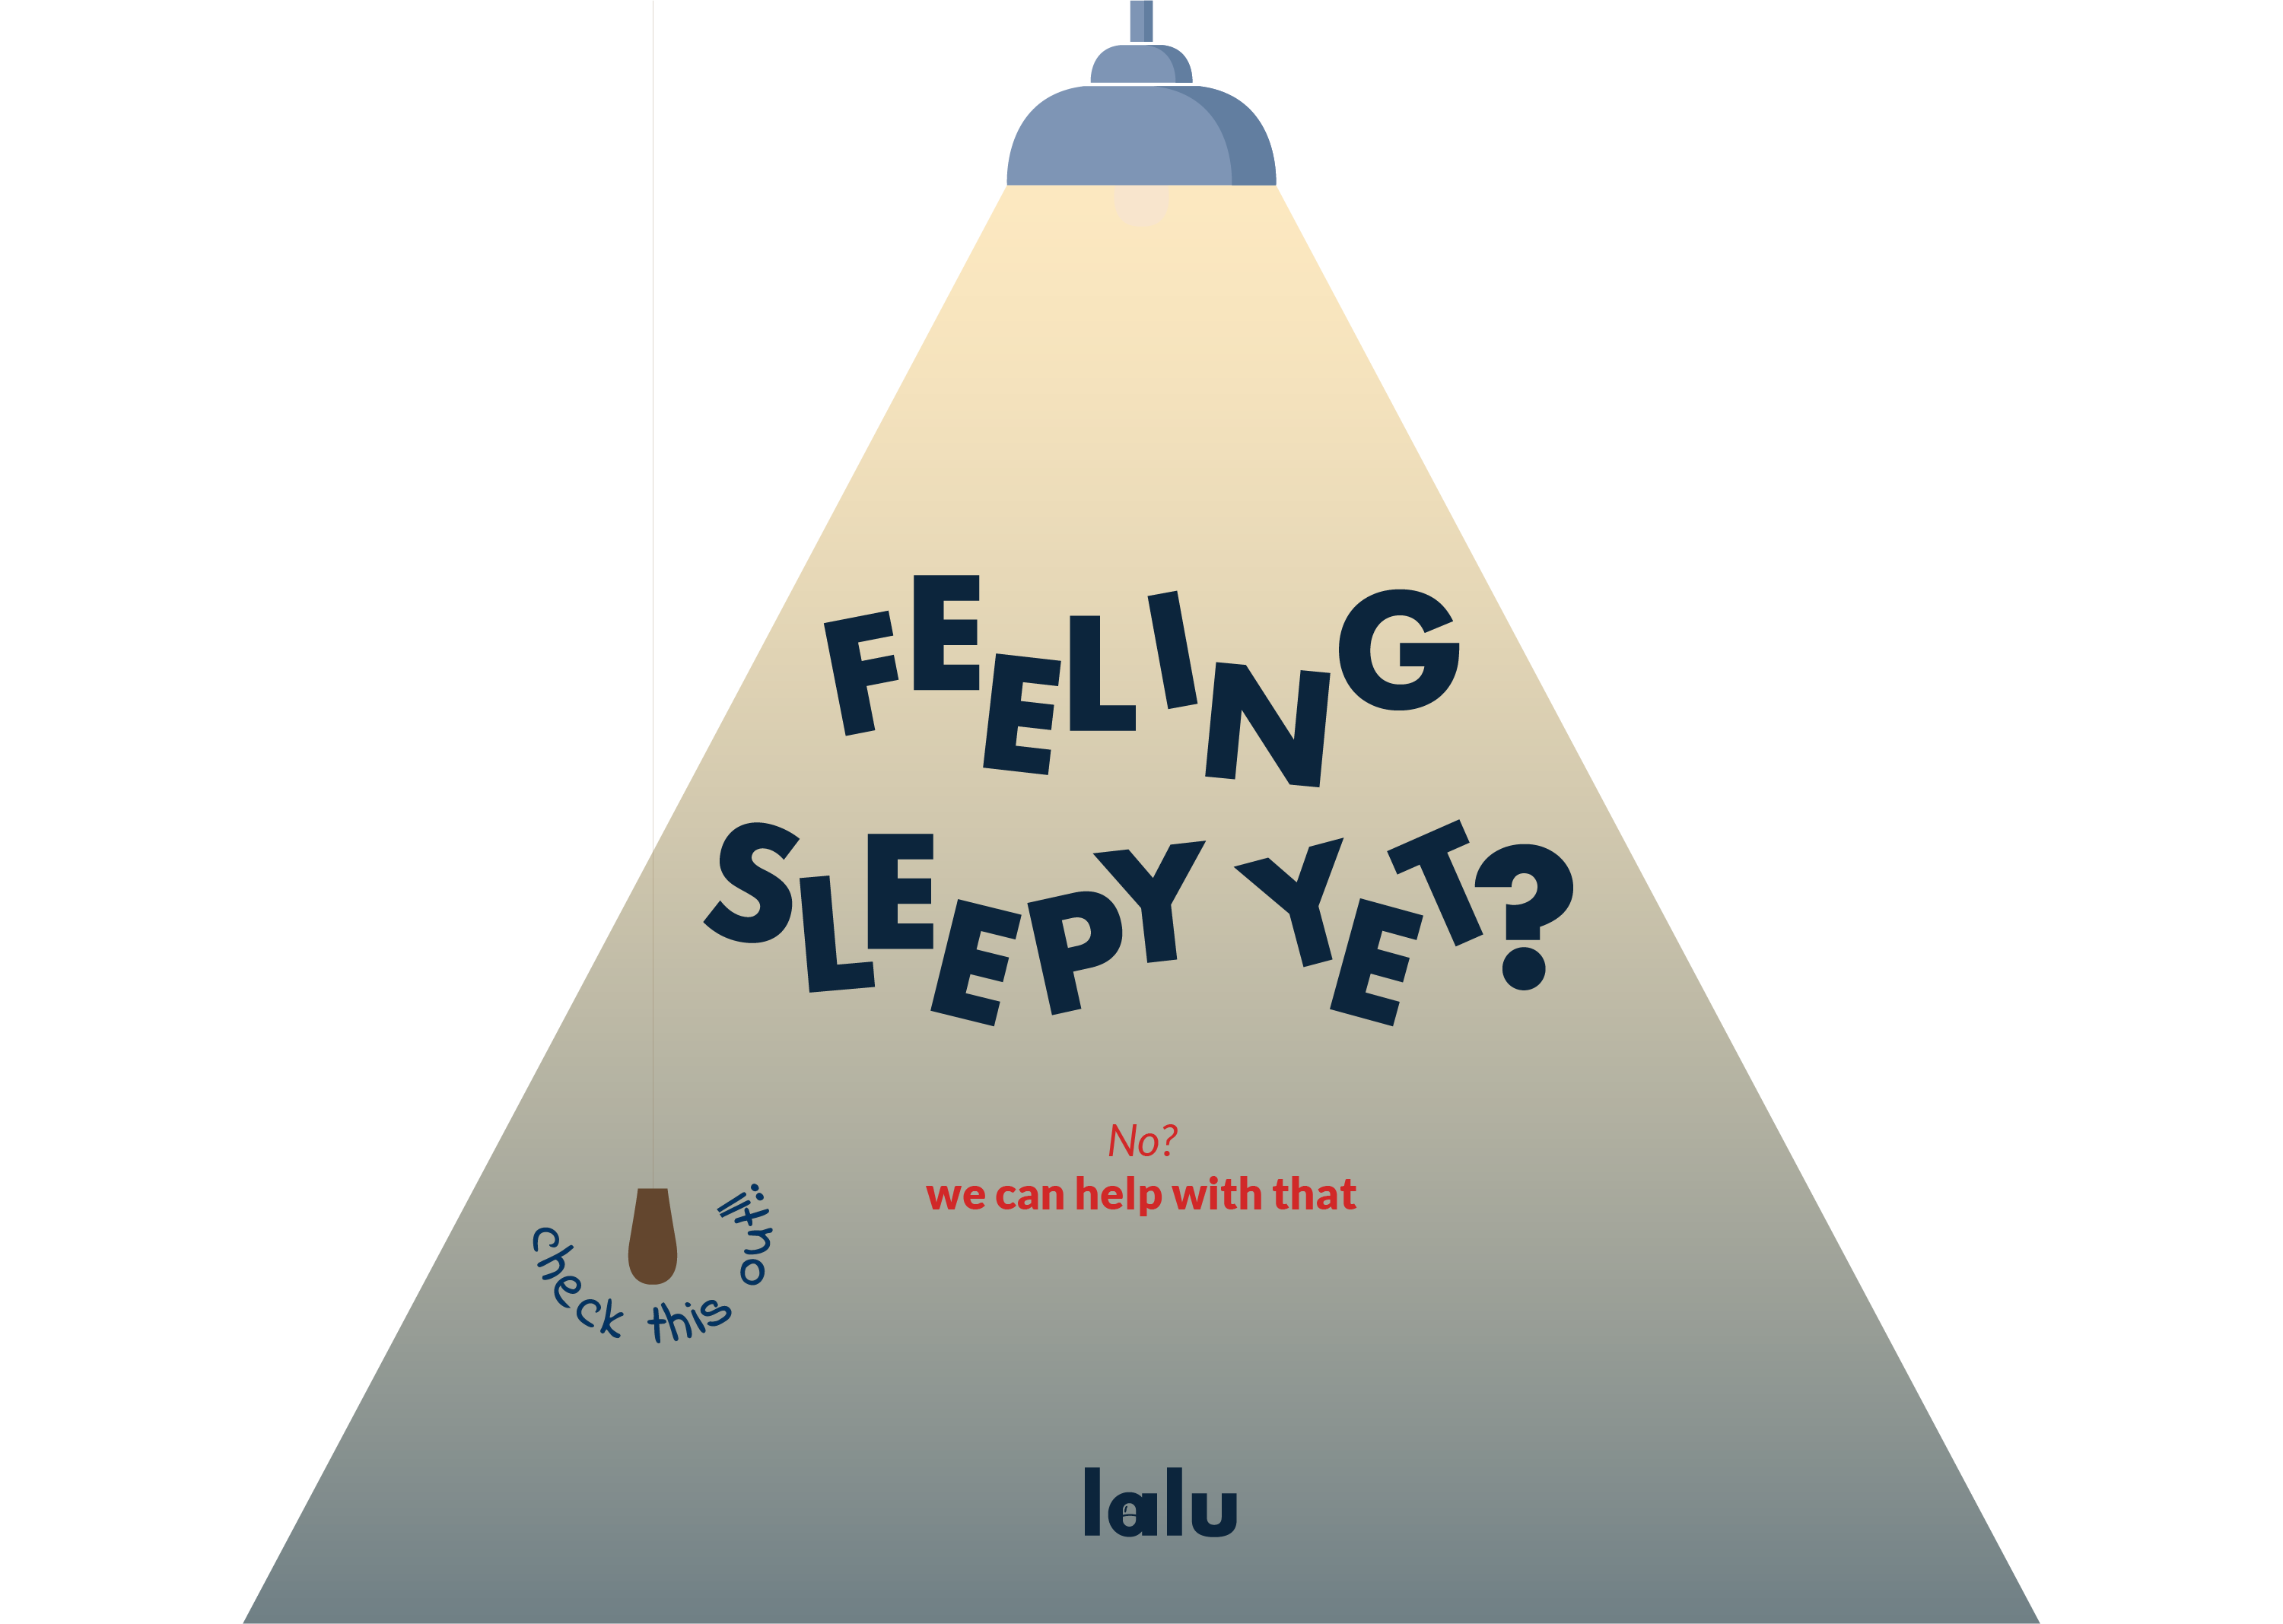 FEELING
SLEEPY YET?
No?
we can help with that
check this out!!
lalu